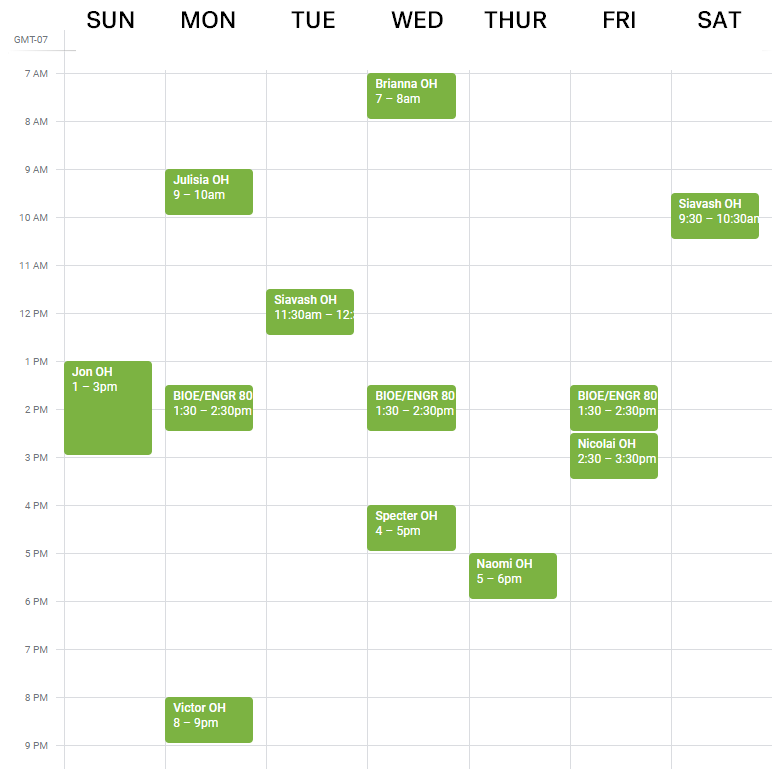 SUN MON TUE WED THUR FRI SAT
GMT-07
7 AM
Brianna OH
7 – 8am
8 AM
9 AM
Julisia OH
9 – 10am
Siavash OH
9:30 – 10:30am
10 AM
11 AM
Siavash OH
11:30am – 12:
12 PM
1 PM
Jon OH
1 – 3pm
BIOE/ENGR 80
1:30 – 2:30pm
BIOE/ENGR 80
1:30 – 2:30pm
BIOE/ENGR 80
1:30 – 2:30pm
2 PM
Nicolai OH
2:30 – 3:30pm
3 PM
4 PM
Specter OH
4 – 5pm
5 PM
Naomi OH
5 – 6pm
6 PM
7 PM
8 PM
Victor OH
8 – 9pm
9 PM